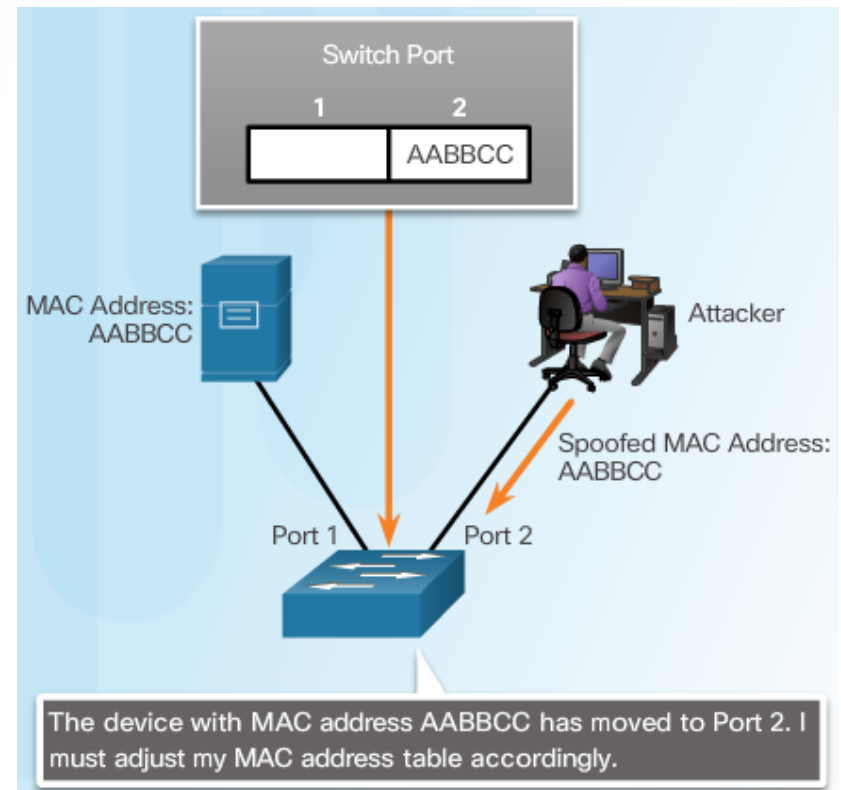 Switch Port
1 2
AABBCC
MAC Address:
AABBCC
Attacker
Spoofed MAC Address:
AABBCC
Port 1
Port 2
The device with MAC address AABBCC has moved to Port 2. I
must adjust my MAC address table accordingly.